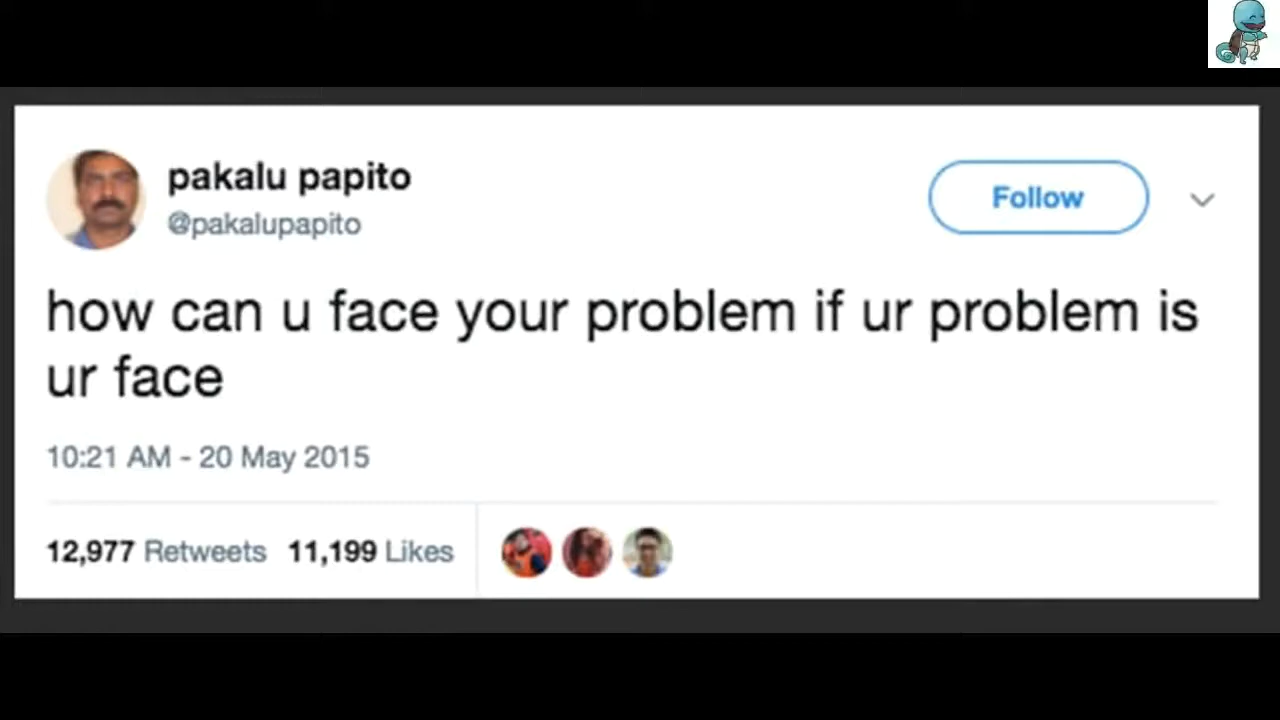 pakalu papito
@pakalupapito
Follow
how can u face your problem if ur problem is
ur face
10:21 AM - 20 May 2015
12,977 Retweets 11,199 Likes